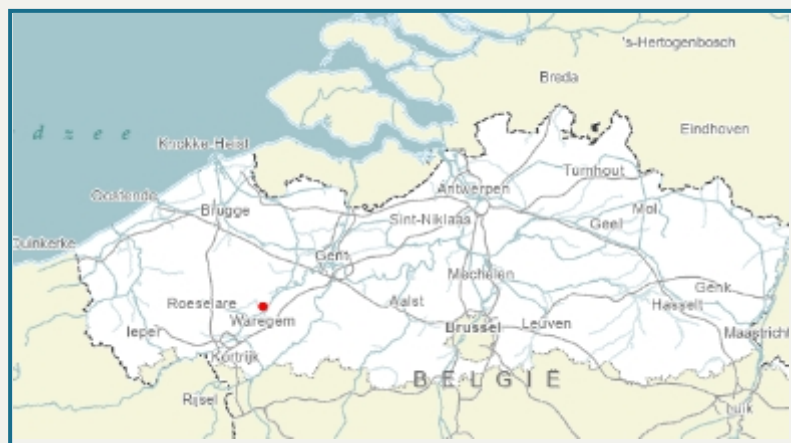 's-Hertogenbosch
Breda
Eindhoven
dzee
Knokke-Heist
Turnhout
Antwerpen
Oostende
Mol
Brugge
Sint-Niklaas
Geel
Duinkerke
Gent
Mechelen
Genk
Roeselare
Aalst
Hasselt
Waregem
Ieper
Brussel
Leuven
Maastricht
Kortrijk
BELGIË
Rijsel
Luik